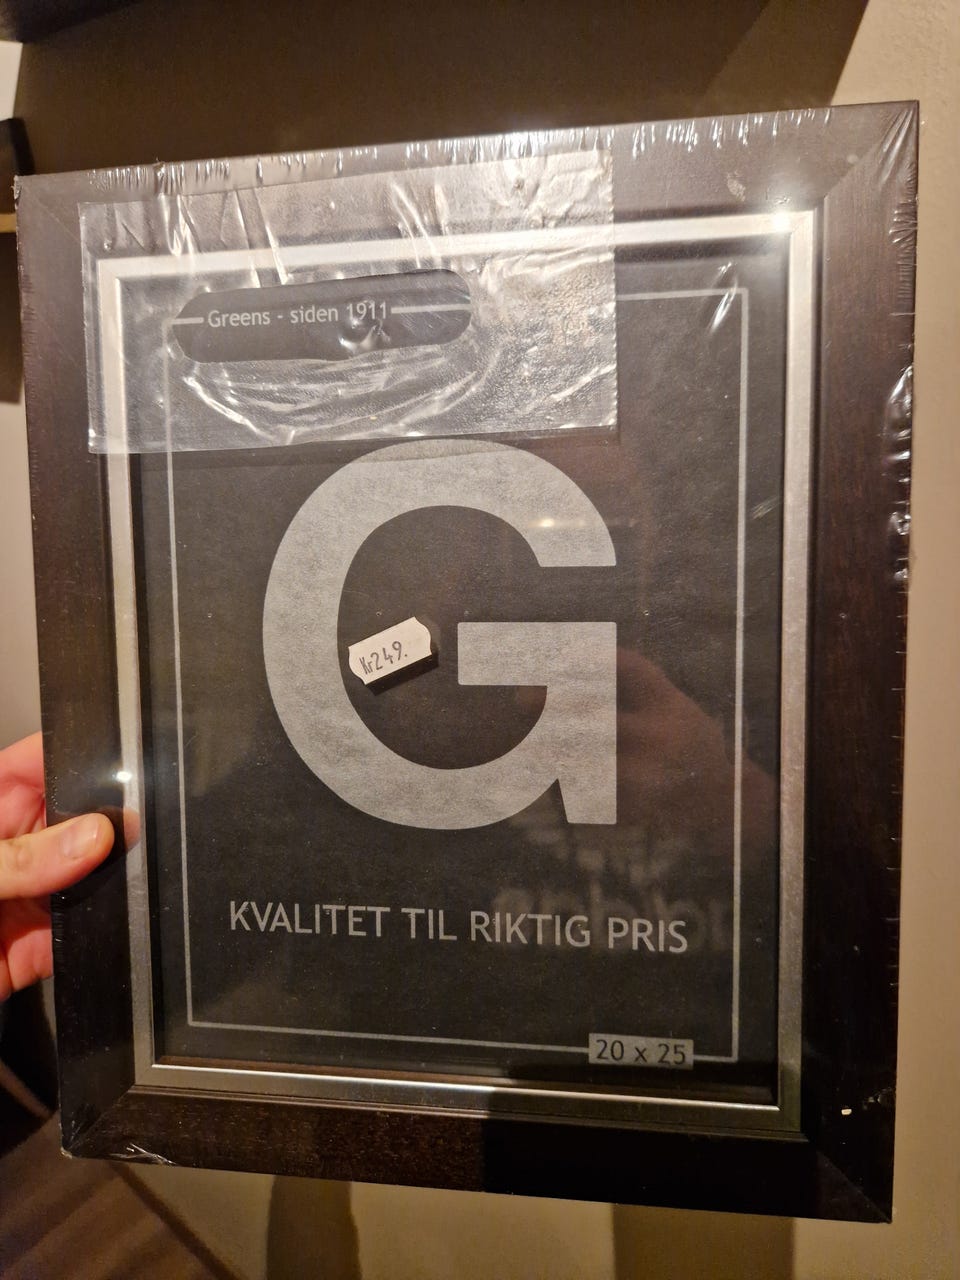 Greens - siden 1911
G
Kr249.
KVALITET TIL RIKTIG PRIS
20 x 25